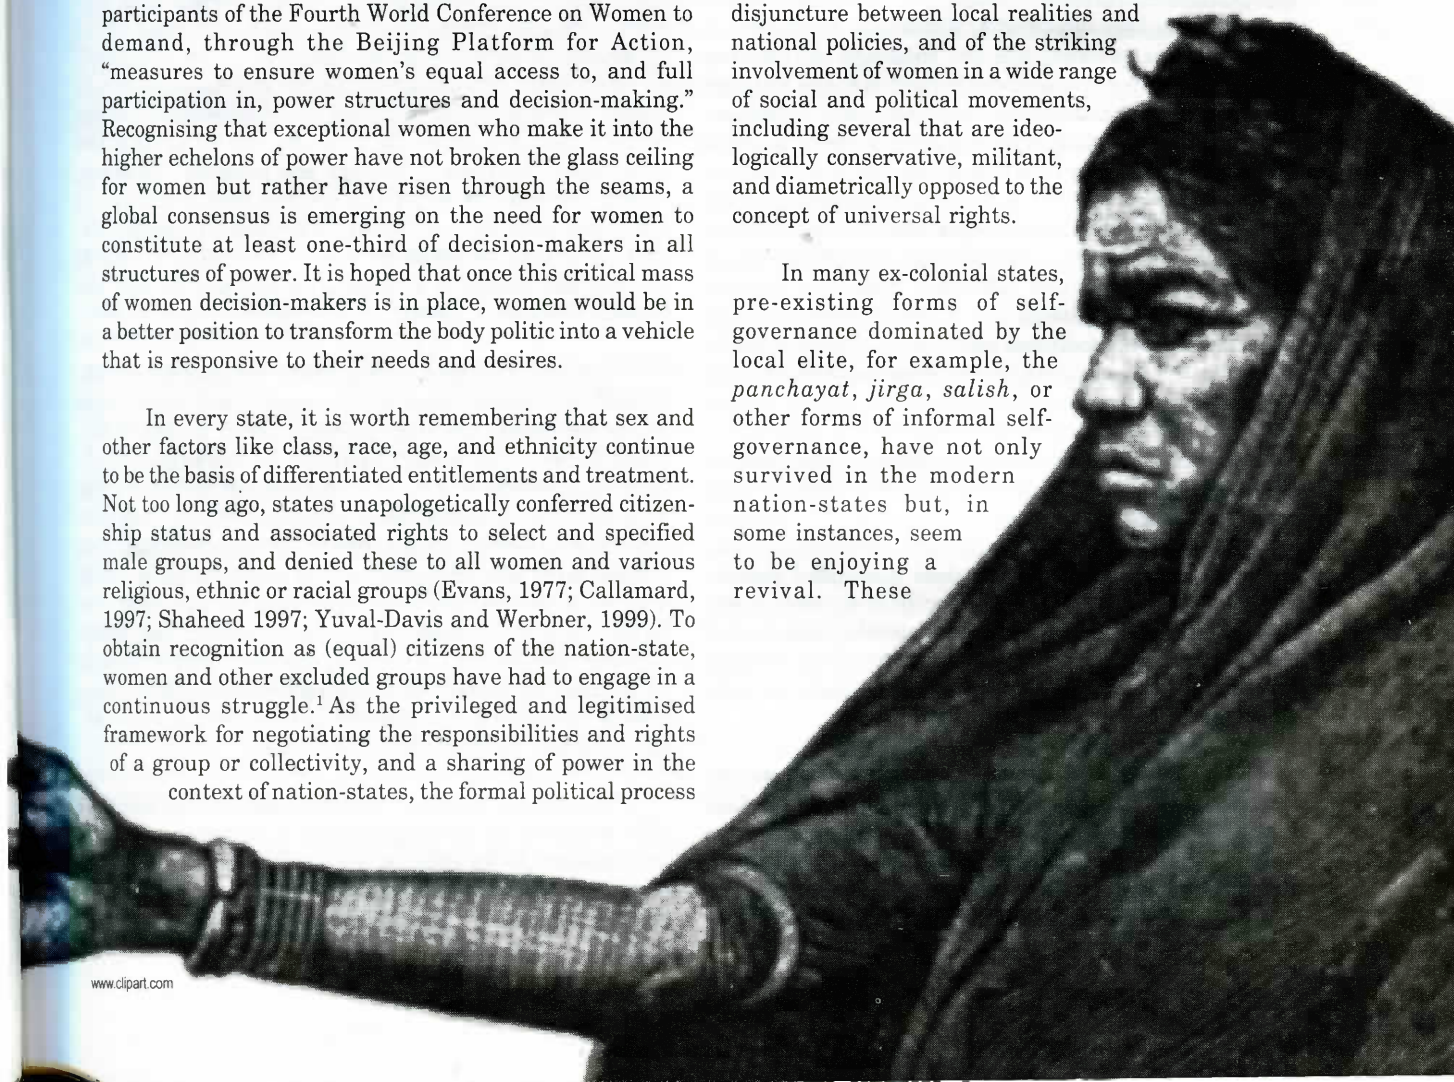 participants of the Fourth World Conference on Women to
demand, through the Beijing Platform for Action,
“measures to ensure women’s equal access to, and full
participation in, power structures and decision-making.”
Recognising that exceptional women who make it into the
higher echelons of power have not broken the glass ceiling
for women but rather have risen through the seams, a
global consensus is emerging on the need for women to
constitute at least one-third of decision-makers in all
structures of power. It is hoped that once this critical mass
of women decision-makers is in place, women would be in
a better position to transform the body politic into a vehicle
that is responsive to their needs and desires.
In every state, it is worth remembering that sex and
other factors like class, race, age, and ethnicity continue
to be the basis of differentiated entitlements and treatment.
Not too long ago, states unapologetically conferred citizen-
ship status and associated rights to select and specified
male groups, and denied these to all women and various
religious, ethnic or racial groups (Evans, 1977; Callamard,
1997; Shaheed 1997; Yuval-Davis and Werbner, 1999). To
obtain recognition as (equal) citizens of the nation-state,
women and other excluded groups have had to engage in a
continuous struggle.¹ As the privileged and legitimised
framework for negotiating the responsibilities and rights
of a group or collectivity, and a sharing of power in the
context of nation-states, the formal political process
disjuncture between local realities and
national policies, and of the striking
involvement of women in a wide range
of social and political movements,
including several that are ideo-
logically conservative, militant,
and diametrically opposed to the
concept of universal rights.
In many ex-colonial states,
pre-existing forms of self-
governance dominated by the
local elite, for example, the
panchayat, jirga, salish, or
other forms of informal self-
governance, have not only
survived in the modern
nation-states but, in
some instances, seem
to be enjoying a
revival. These
www.clipart.com